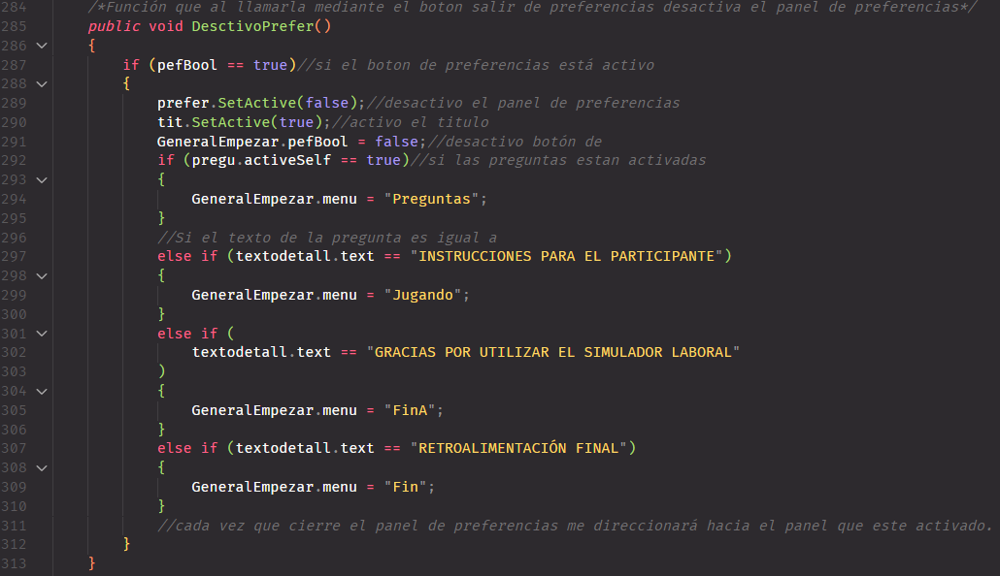 284 /*Función que al llamarla mediante el boton salir de preferencias desactiva el panel de preferencias*/
285 public void DesctivoPrefer()
286 {
287 if (pefBool == true)//si el boton de preferencias está activo
288 {
289 prefer.SetActive(false);//desactivo el panel de preferencias
290 tit.SetActive(true);//activo el titulo
291 GeneralEmpezar.pefBool = false;//desactivo botón de
292 if (pregu.activeSelf == true)//si las preguntas estan activadas
293 {
294 GeneralEmpezar.menu = "Preguntas";
295 }
296 //Si el texto de la pregunta es igual a
297 else if (textodetall.text == "INSTRUCCIONES PARA EL PARTICIPANTE")
298 {
299 GeneralEmpezar.menu = "Jugando";
300 }
301 else if (
302 textodetall.text == "GRACIAS POR UTILIZAR EL SIMULADOR LABORAL"
303 )
304 {
305 GeneralEmpezar.menu = "FinA";
306 }
307 else if (textodetall.text == "RETROALIMENTACIÓN FINAL")
308 {
309 GeneralEmpezar.menu = "Fin";
310 }
311 //cada vez que cierre el panel de preferencias me direccionará hacia el panel que este activado.
312 }
313 }